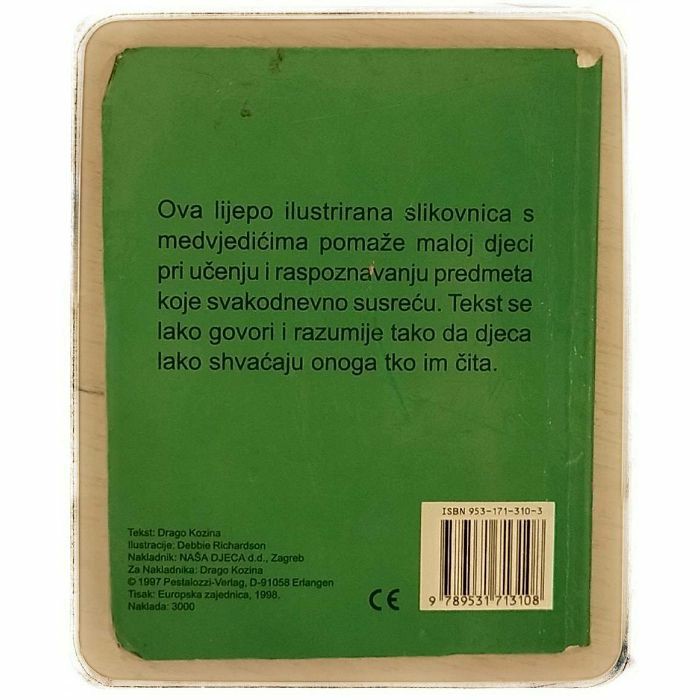 Ova lijepo ilustrirana slikovnica s
medvjedićima pomaže maloj djeci
pri učenju i raspoznavanju predmeta
koje svakodnevno susreću. Tekst se
lako govori i razumije tako da djeca
lako shvaćaju onoga tko im čita.
Tekst: Drago Kozina
Ilustracije: Debbie Richardson
Nakladnik: NAŠA DJECA d.d., Zagreb
Za Nakladnika: Drago Kozina
© 1997 Pestalozzi-Verlag, D-91058 Erlangen
Tisak: Europska zajednica, 1998.
Naklada: 3000
CE
ISBN 953-171-310-3
9 789531 713108